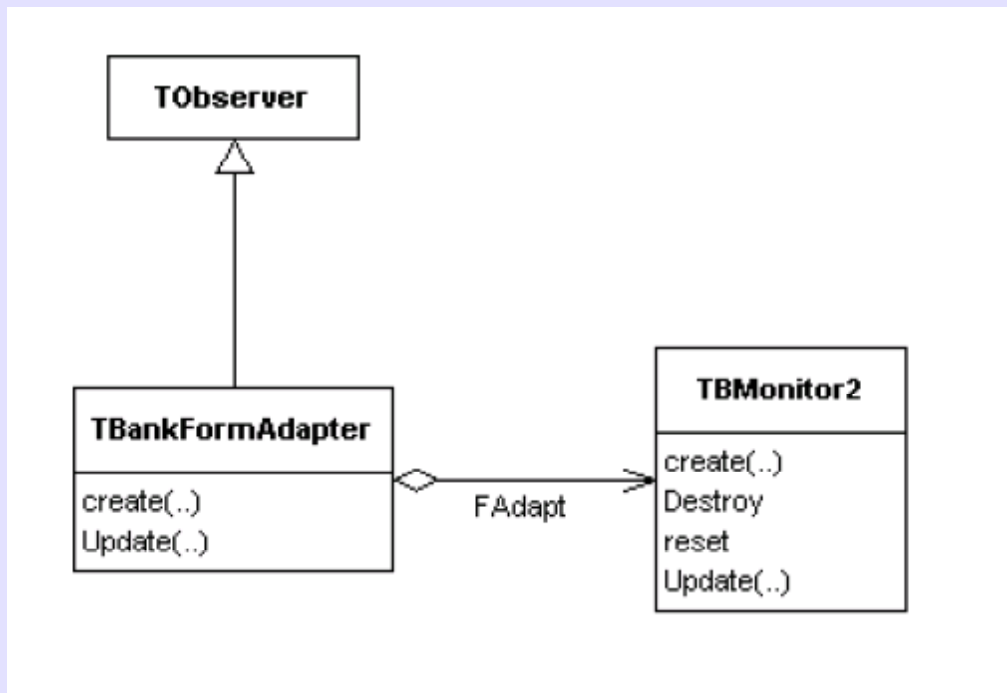 TObserver
TBankFormAdapter
create(..)
Update(..)
FAdapt
TBMonitor2
create(..)
Destroy
reset
Update(..)